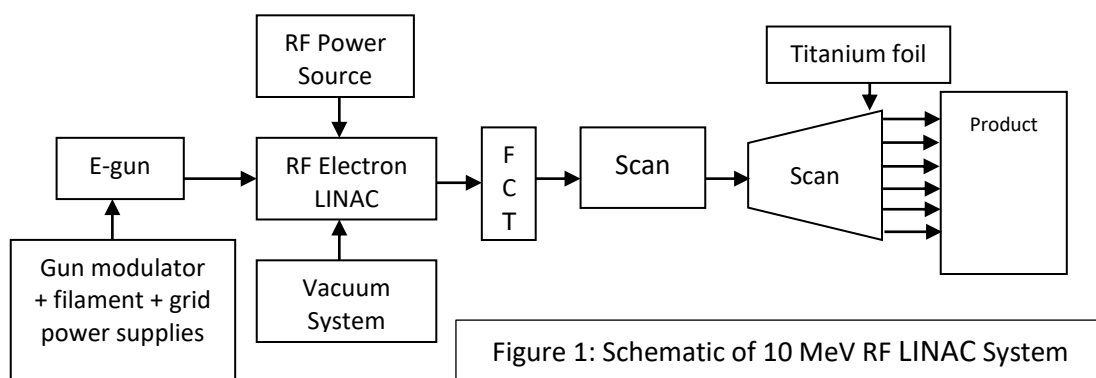 RF Power
Source
Titanium foil
E-gun
RF Electron
LINAC
F
C
T
Scan
Scan
Product
Gun modulator
+ filament + grid
power supplies
Vacuum
System
Figure 1: Schematic of 10 MeV RF LINAC System